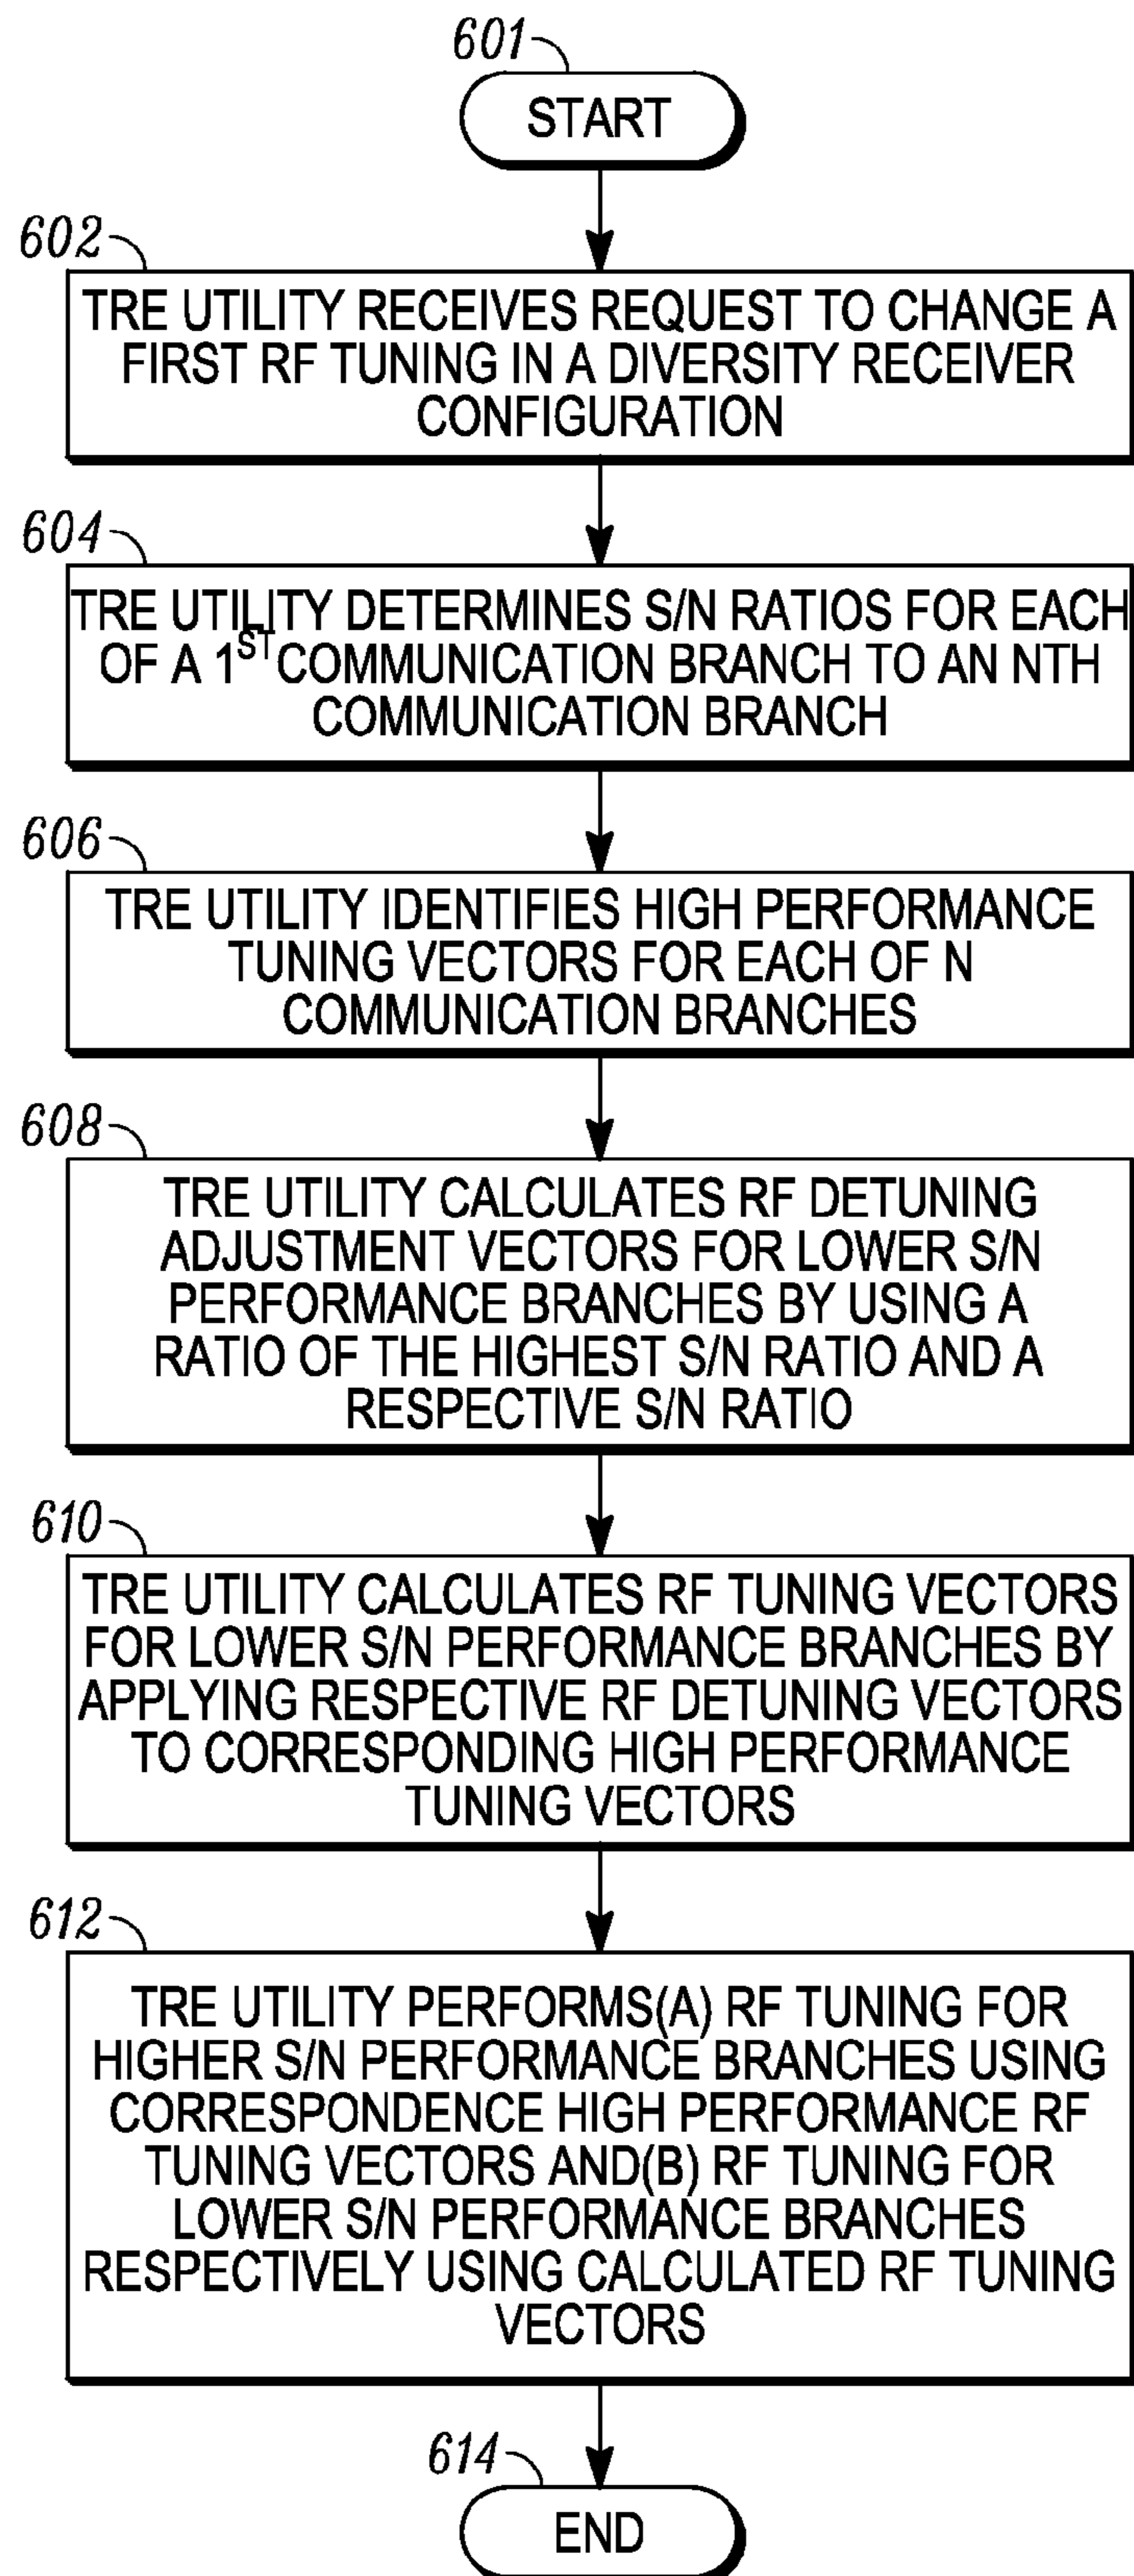 601
START
602
TRE UTILITY RECEIVES REQUEST TO CHANGE A
FIRST RF TUNING IN A DIVERSITY RECEIVER
CONFIGURATION
604
TRE UTILITY DETERMINES S/N RATIOS FOR EACH
OF A 1ST COMMUNICATION BRANCH TO AN NTH
COMMUNICATION BRANCH
606
TRE UTILITY IDENTIFIES HIGH PERFORMANCE
TUNING VECTORS FOR EACH OF N
COMMUNICATION BRANCHES
608
TRE UTILITY CALCULATES RF DETUNING
ADJUSTMENT VECTORS FOR LOWER S/N
PERFORMANCE BRANCHES BY USING A
RATIO OF THE HIGHEST S/N RATIO AND A
RESPECTIVE S/N RATIO
610
TRE UTILITY CALCULATES RF TUNING VECTORS
FOR LOWER S/N PERFORMANCE BRANCHES BY
APPLYING RESPECTIVE RF DETUNING VECTORS
TO CORRESPONDING HIGH PERFORMANCE
TUNING VECTORS
612
TRE UTILITY PERFORMS(A) RF TUNING FOR
HIGHER S/N PERFORMANCE BRANCHES USING
CORRESPONDENCE HIGH PERFORMANCE RF
TUNING VECTORS AND(B) RF TUNING FOR
LOWER S/N PERFORMANCE BRANCHES
RESPECTIVELY USING CALCULATED RF TUNING
VECTORS
614
END